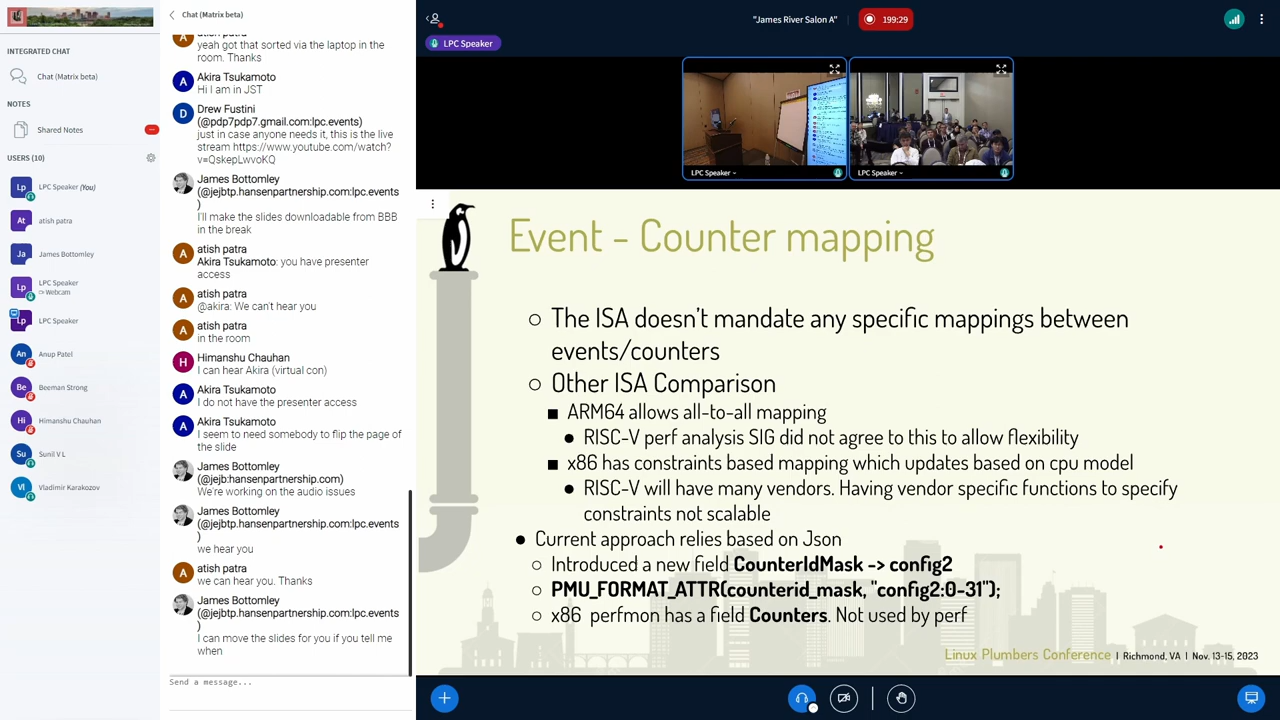 INTEGRATED CHAT
Chat (Matrix beta)
NOTES
Shared Notes
USERS (10)
Lp LPC Speaker (You)
At atish patra
Ja James Bottomley
Lp LPC Speaker
Webcam
Lp LPC Speaker
An Anup Patel
Be Beeman Strong
Hi Himanshu Chauhan
Su Sunil V L
Vl Vladimir Karakozov
Chat (Matrix beta)
A atish patra
yeah got that sorted via the laptop in the
room. Thanks
A Akira Tsukamoto
Hi I am in JST
D Drew Fustini
(@pdp7pdp7.gmail.com:lpc.events)
just in case anyone needs it, this is the live
stream https://www.youtube.com/watch?
v=QskepLwvoKQ
James Bottomley
(@jejbtp.hansenpartnership.com:lpc.events
)
I'll make the slides downloadable from BBB
in the break
A atish patra
Akira Tsukamoto: you have presenter
access
A atish patra
@akira: We can't hear you
A atish patra
in the room
H Himanshu Chauhan
I can hear Akira (virtual con)
A Akira Tsukamoto
I do not have the presenter access
A Akira Tsukamoto
I seem to need somebody to flip the page of
the slide
James Bottomley
(@jejb:hansenpartnership.com)
We're working on the audio issues
James Bottomley
(@jejbtp.hansenpartnership.com:lpc.events
)
we hear you
A atish patra
we can hear you. Thanks
James Bottomley
(@jejbtp.hansenpartnership.com:lpc.events
)
I can move the slides for you if you tell me
when
Send a message...
"James River Salon A"
199:29
LPC Speaker
LPC Speaker
LPC Speaker
Event - Counter mapping
The ISA doesn't mandate any specific mappings between
events/counters
Other ISA Comparison
ARM64 allows all-to-all mapping
RISC-V perf analysis SIG did not agree to this to allow flexibility
x86 has constraints based mapping which updates based on cpu model
RISC-V will have many vendors. Having vendor specific functions to specify
constraints not scalable
Current approach relies based on Json
Introduced a new field CounterIdMask -> config2
PMU_FORMAT_ATTR(counterid_mask, "config2:0-31");
x86 perfmon has a field Counters. Not used by perf
Linux Plumbers Conference | Richmond, VA | Nov. 13-15, 2023